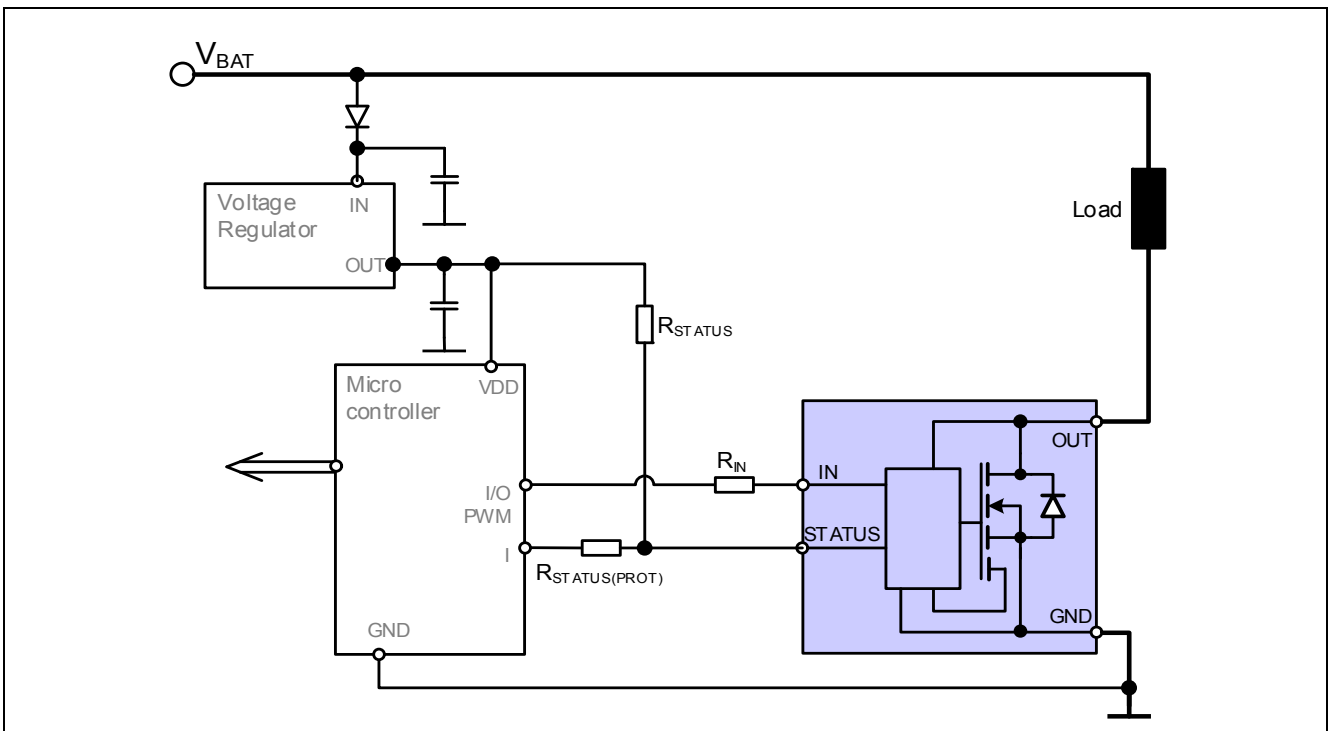 VBAT
Voltage
Regulator
IN
OUT
Load
RSTATUS
Micro
controller
VDD
OUT
RIN
IN
I/O
PWM
STATUS
I
RSTATUS(PROT)
GND
GND